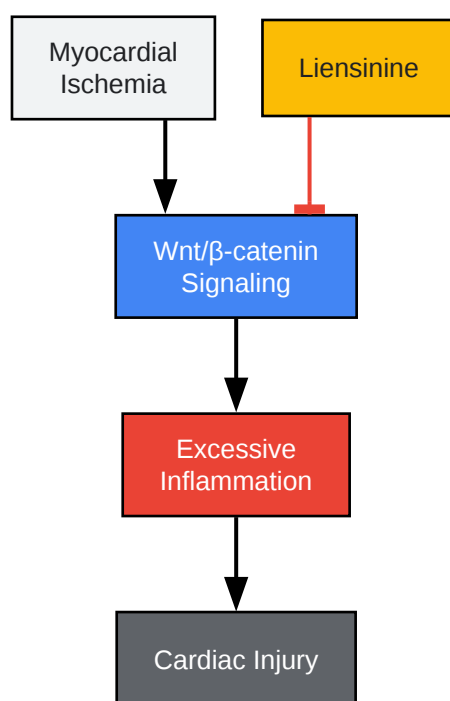 Myocardial
Ischemia
Liensinine
Wnt/β-catenin
Signaling
Excessive
Inflammation
Cardiac Injury